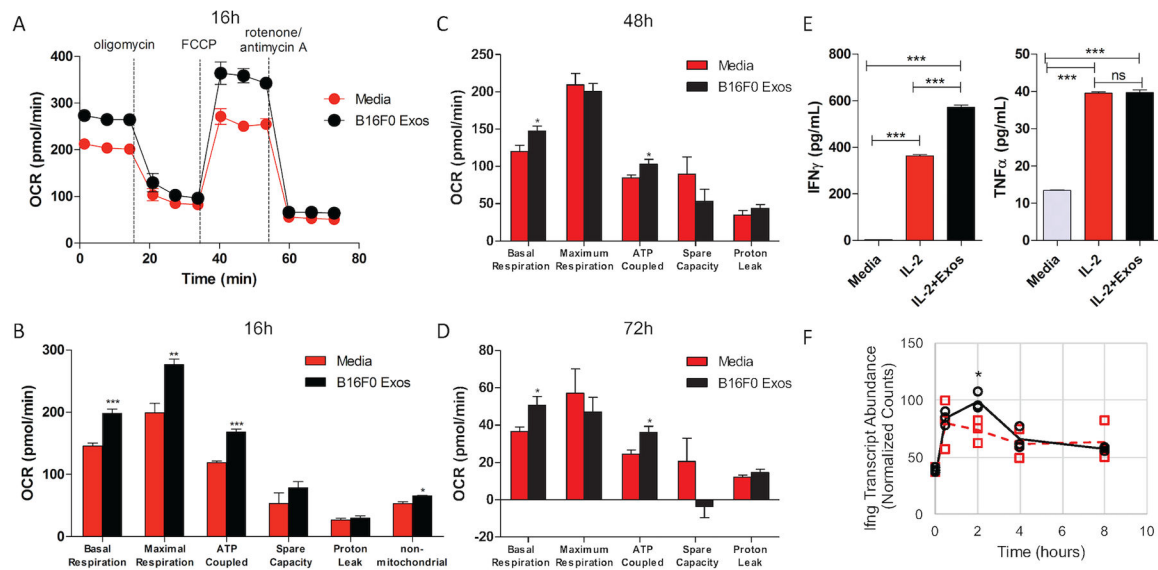 A
16h
oligomycin
FCCP
rotenone/
antimycin A
OCR (pmol/min)
400
300
200
100
0
0 20 40 60 80
Time (min)
Media
B16F0 Exos
B
16h
OCR (pmol/min)
300
200
100
0
Media
B16F0 Exos
***
**
***
*
Basal
Respiration
Maximal
Respiration
ATP
Coupled
Spare
Capacity
Proton
Leak
non-
mitochondrial
C
48h
OCR (pmol/min)
250
200
150
100
50
0
Media
B16F0 Exos
*
*
Basal
Respiration
Maximum
Respiration
ATP
Coupled
Spare
Capacity
Proton
Leak
D
72h
OCR (pmol/min)
80
60
40
20
0
-20
Media
B16F0 Exos
*
*
Basal
Respiration
Maximum
Respiration
ATP
Coupled
Spare
Capacity
Proton
Leak
E
IFNγ (pg/mL)
800
600
400
200
0
***
***
***
Media
IL-2
IL-2+Exos
TNFα (pg/mL)
50
40
30
20
10
0
***
***
ns
Media
IL-2
IL-2+Exos
F
Ifng Transcript Abundance
(Normalized Counts)
150
100
50
0
*
0 2 4 6 8 10
Time (hours)